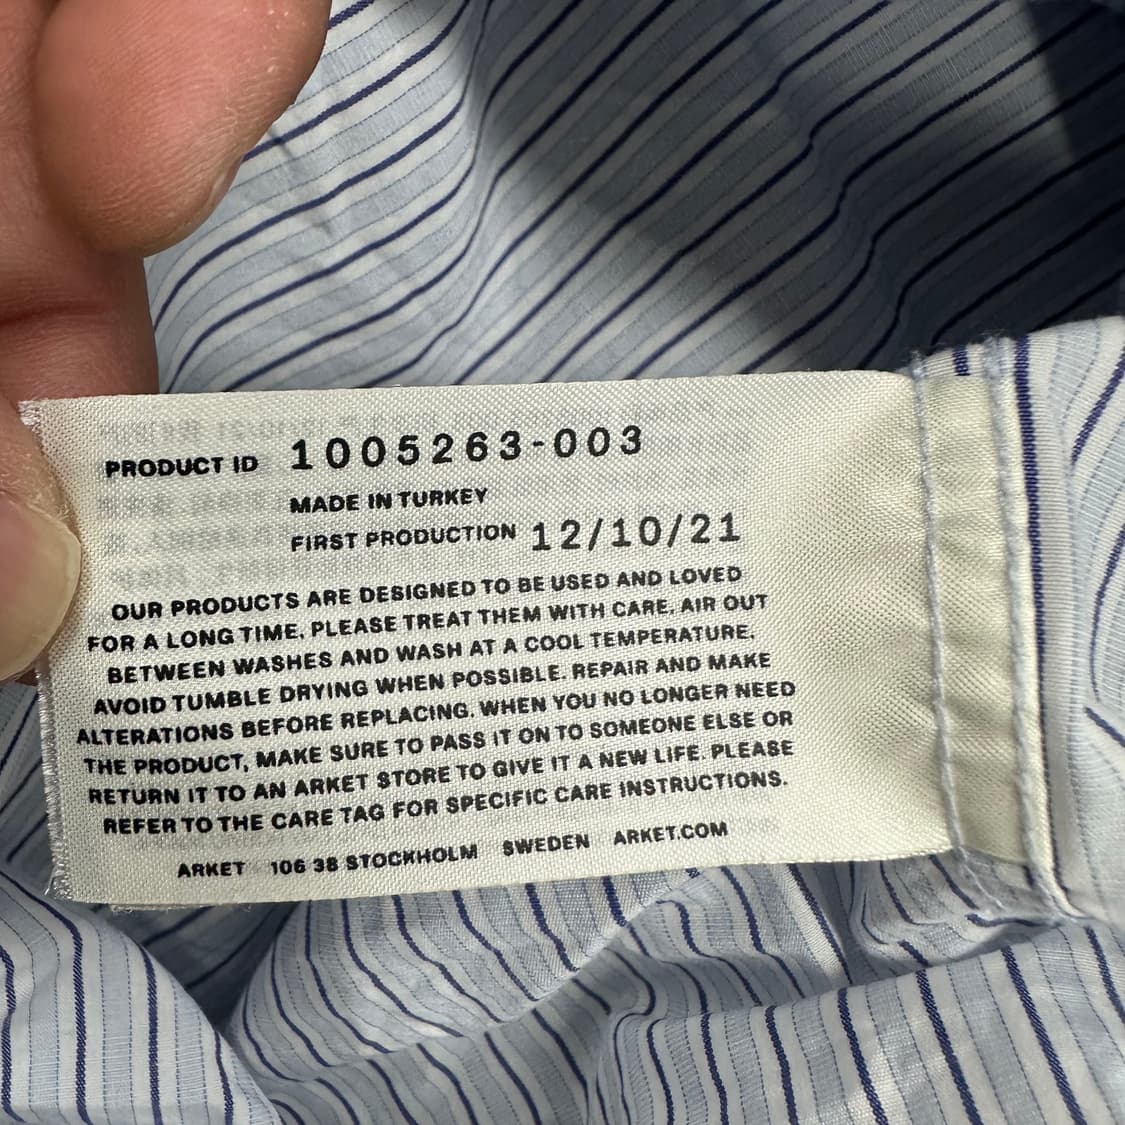 PRODUCT ID 1005263-003
MADE IN TURKEY
FIRST PRODUCTION 12/10/21
OUR PRODUCTS ARE DESIGNED TO BE USED AND LOVED
FOR A LONG TIME. PLEASE TREAT THEM WITH CARE. AIR OUT
BETWEEN WASHES AND WASH AT A COOL TEMPERATURE.
AVOID TUMBLE DRYING WHEN POSSIBLE. REPAIR AND MAKE
ALTERATIONS BEFORE REPLACING. WHEN YOU NO LONGER NEED
THE PRODUCT, MAKE SURE TO PASS IT ON TO SOMEONE ELSE OR
RETURN IT TO AN ARKET STORE TO GIVE IT A NEW LIFE. PLEASE
REFER TO THE CARE TAG FOR SPECIFIC CARE INSTRUCTIONS.
ARKET 106 38 STOCKHOLM SWEDEN ARKET.COM